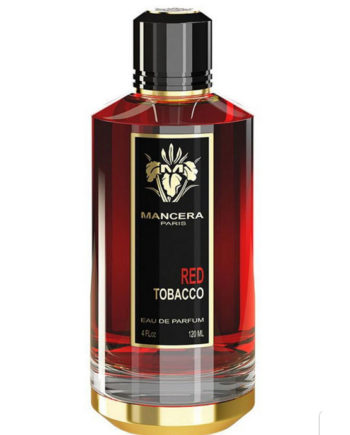 MANCERA
PARIS
RED
TOBACCO
EAU DE PARFUM
4 FL.oz 120 ML